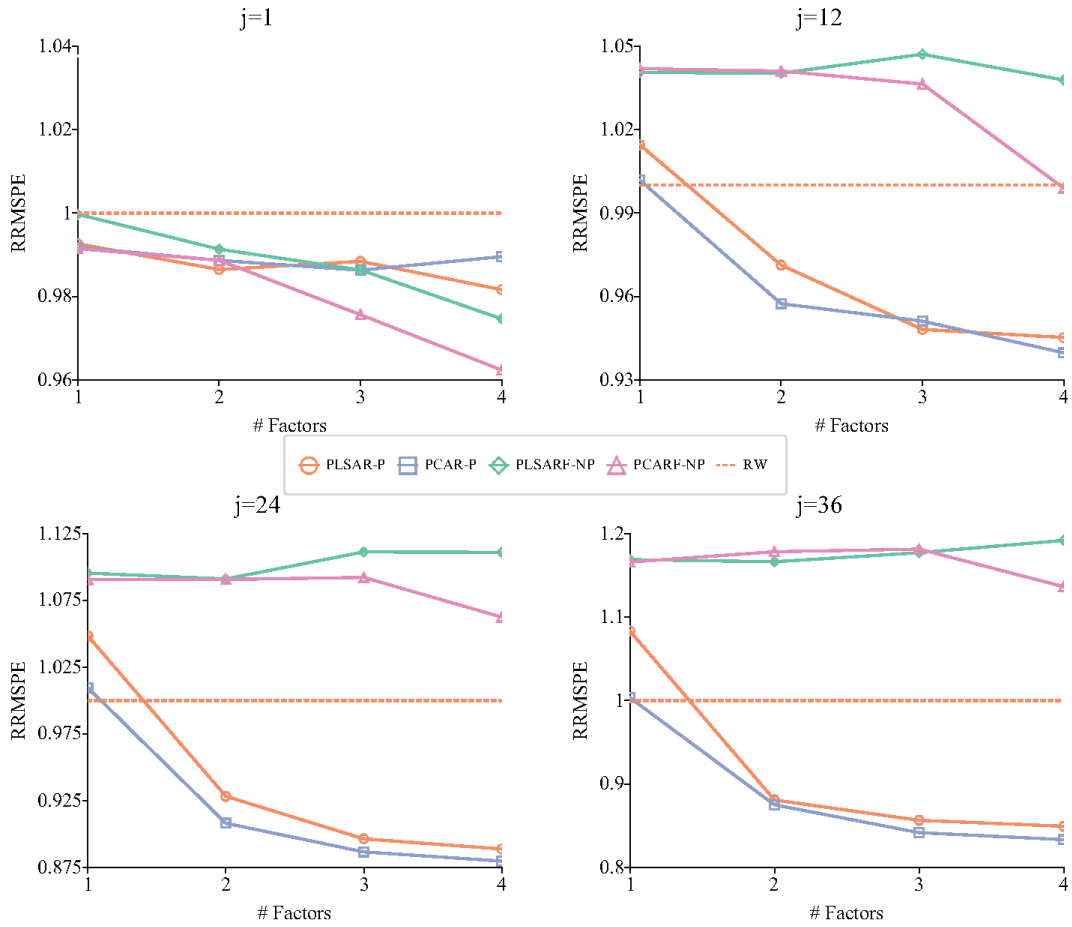 j=1
1.04
1.02
1
0.98
0.96
RRMSPE
1 2 3 4
# Factors
j=12
1.05
1.02
0.99
0.96
0.93
RRMSPE
1 2 3 4
# Factors
PLSAR-P PCAR-P PLSARF-NP PCARF-NP RW
j=24
1.125
1.075
1.025
0.975
0.925
0.875
RRMSPE
1 2 3 4
# Factors
j=36
1.2
1.1
1
0.9
0.8
RRMSPE
1 2 3 4
# Factors